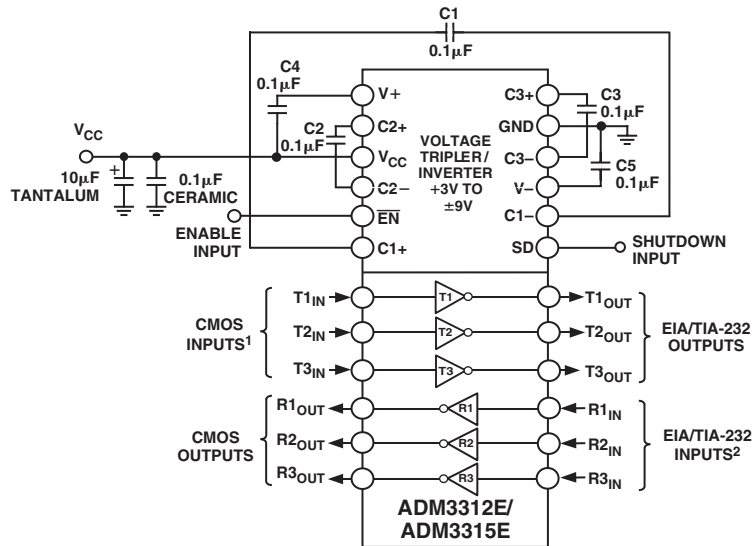 C1
0.1µF
C4
0.1µF
V+
C3+
C3
0.1µF
C2
0.1µF
C2+
GND
VCC
VCC
VOLTAGE
TRIPLER/
INVERTER
+3V TO
±9V
C3–
C5
0.1µF
10µF
+
TANTALUM
0.1µF
CERAMIC
C2–
V–
EN
C1–
ENABLE
INPUT
C1+
SD
SHUTDOWN
INPUT
CMOS
INPUTS1
T1IN
T1
T1OUT
T2IN
T2
T2OUT
T3IN
T3
T3OUT
EIA/TIA-232
OUTPUTS
CMOS
OUTPUTS
R1OUT
R1
R1IN
R2OUT
R2
R2IN
R3OUT
R3
R3IN
EIA/TIA-232
INPUTS2
ADM3312E/
ADM3315E